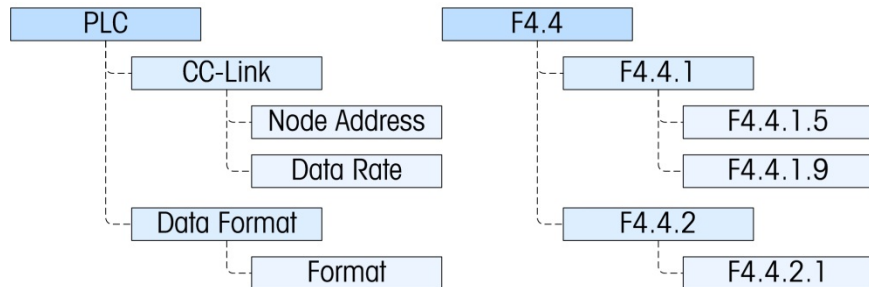 PLC F4.4
CC-Link F4.4.1
Node Address F4.4.1.5
Data Rate F4.4.1.9
Data Format F4.4.2
Format F4.4.2.1